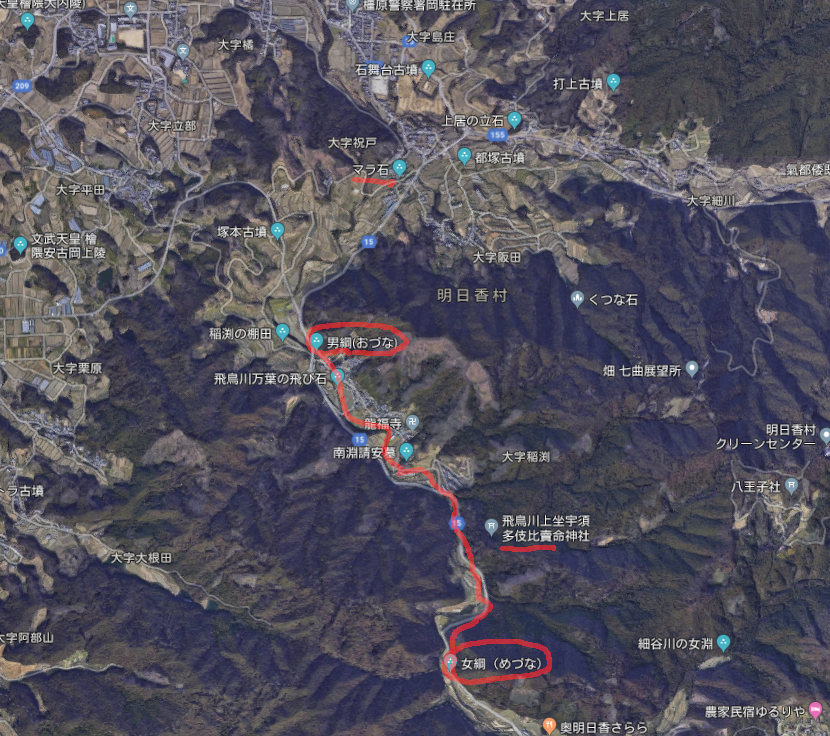 天皇檜隈大内陵)
橿原警察署岡駐在所
大字上居
大字橘
大字島庄
石舞台古墳
打上古墳
209
大字立部
上居の立石
155
大字祝戸
都塚古墳
マラ石
氣都倭既
大字平田
大字細川
塚本古墳
文武天皇 檜
隈安古岡上陵
15
大字阪田
明日香村
くつな石
稲渕の棚田
男綱(おづな)
大字栗原
飛鳥川万葉の飛び石
畑 七曲展望所
龍福寺
明日香村
クリーンセンター
15
南淵請安墓
大字稲渕
トラ古墳
八王子社
15
飛鳥川上坐宇須
多伎比賣命神社
大字大根田
大字阿部山
細谷川の女淵
女綱（めづな）
農家民宿ゆるりや
奥明日香さらら